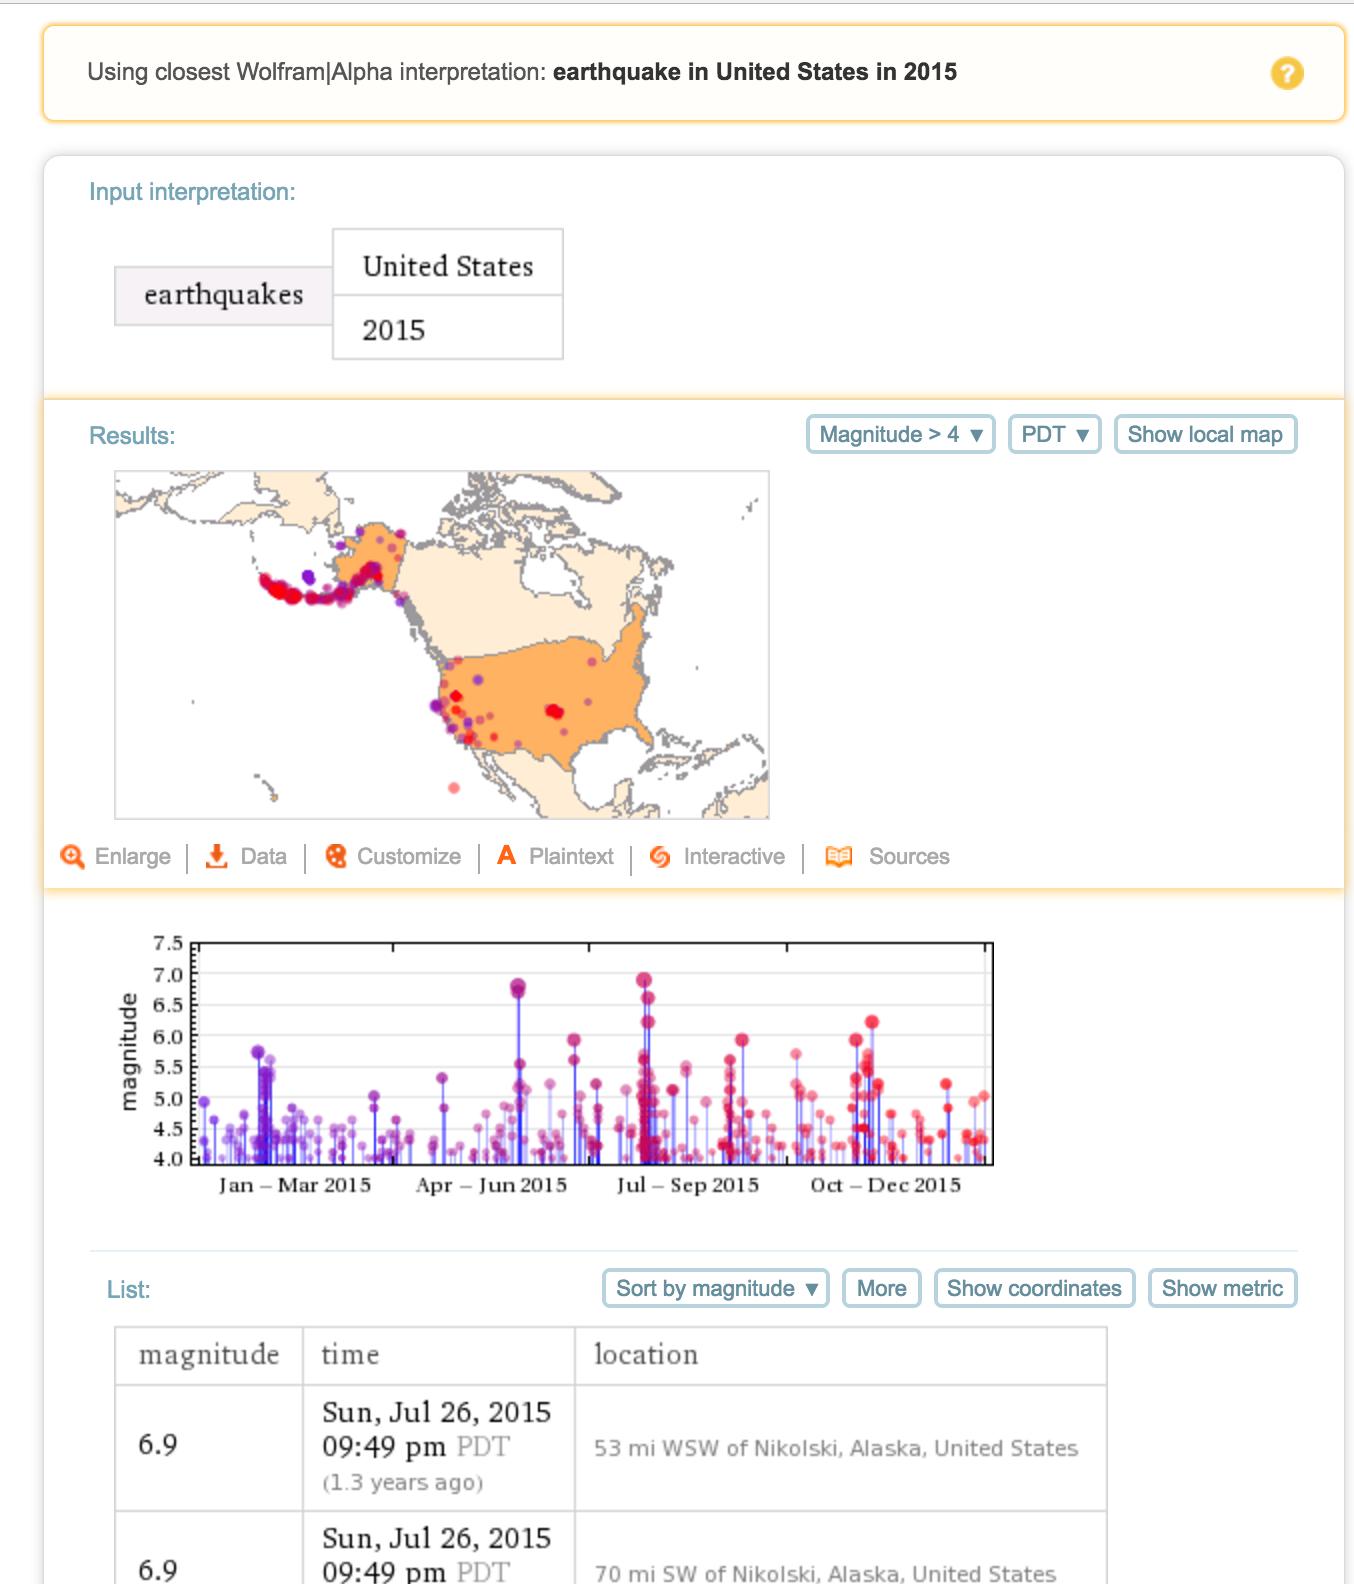 Using closest Wolfram|Alpha interpretation: earthquake in United States in 2015
?
Input interpretation:
earthquakes
United States
2015
Results:
Magnitude > 4 ▼
PDT ▼
Show local map
Enlarge
Data
Customize
A Plaintext
Interactive
Sources
magnitude
7.5
7.0
6.5
6.0
5.5
5.0
4.5
4.0
Jan – Mar 2015
Apr – Jun 2015
Jul – Sep 2015
Oct – Dec 2015
List:
Sort by magnitude ▼
More
Show coordinates
Show metric
magnitude
time
location
6.9
Sun, Jul 26, 2015
09:49 pm PDT
(1.3 years ago)
53 mi WSW of Nikolski, Alaska, United States
6.9
Sun, Jul 26, 2015
09:49 pm PDT
70 mi SW of Nikolski, Alaska, United States